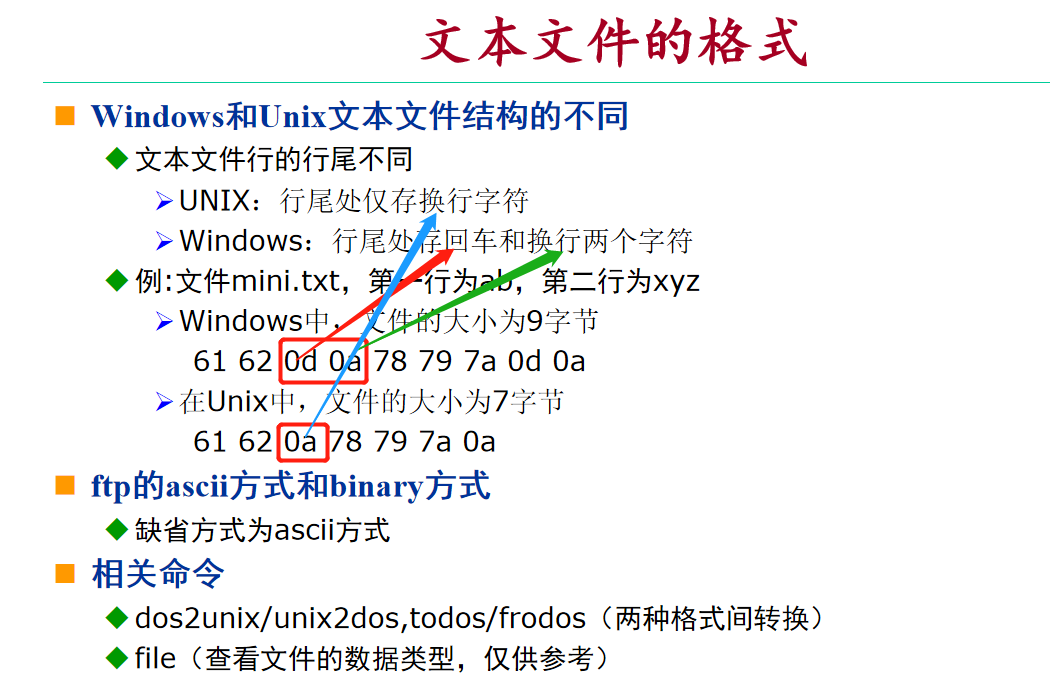 文本文件的格式
Windows和Unix文本文件结构的不同
文本文件行的行尾不同
UNIX：行尾处仅存换行字符
Windows：行尾处存回车和换行两个字符
例:文件mini.txt，第一行为ab，第二行为xyz
Windows中，文件的大小为9字节
61 62 0d 0a 78 79 7a 0d 0a
在Unix中，文件的大小为7字节
61 62 0a 78 79 7a 0a
ftp的ascii方式和binary方式
缺省方式为ascii方式
相关命令
dos2unix/unix2dos,todos/frodos（两种格式间转换）
file（查看文件的数据类型，仅供参考）